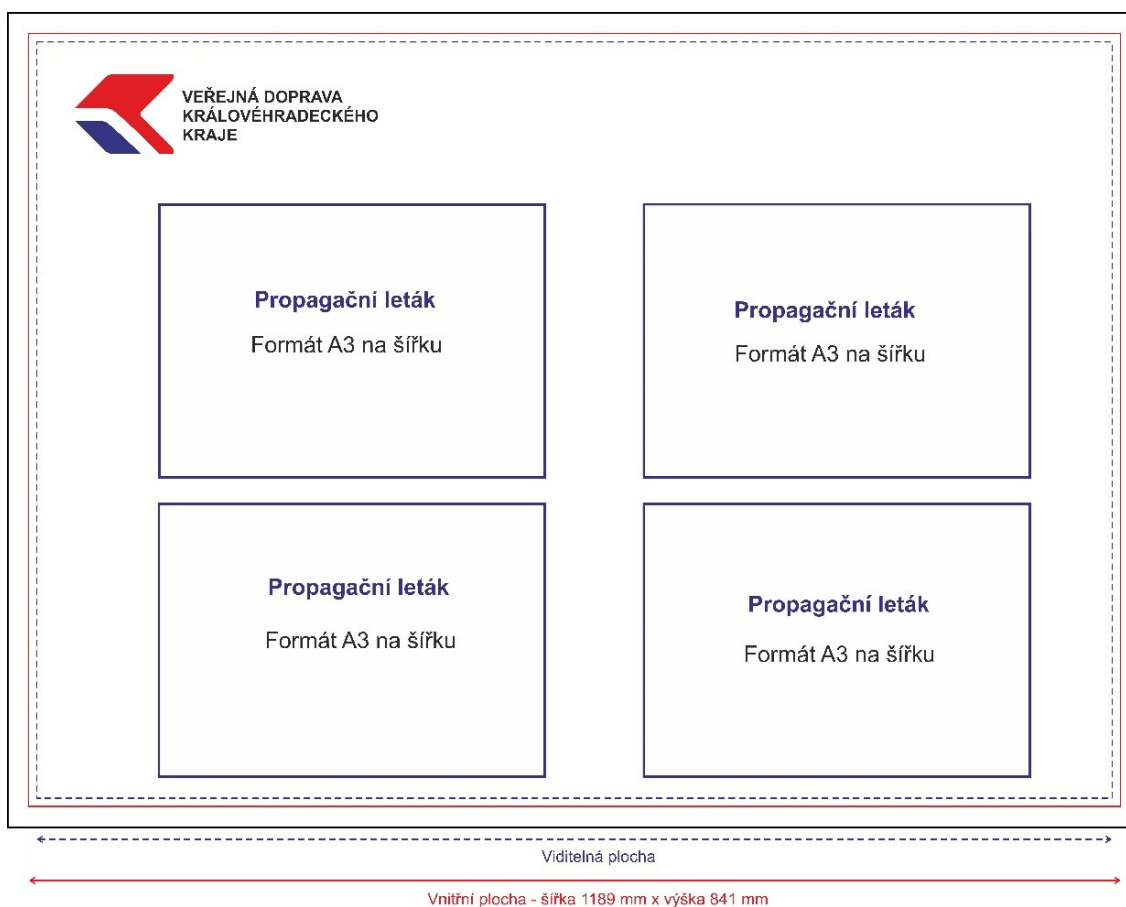 VEŘEJNÁ DOPRAVA
KRÁLOVÉHRADECKÉHO
KRAJE
Propagační leták
Formát A3 na šířku
Propagační leták
Formát A3 na šířku
Propagační leták
Formát A3 na šířku
Propagační leták
Formát A3 na šířku
Viditelná plocha
Vnitřní plocha - šířka 1189 mm x výška 841 mm